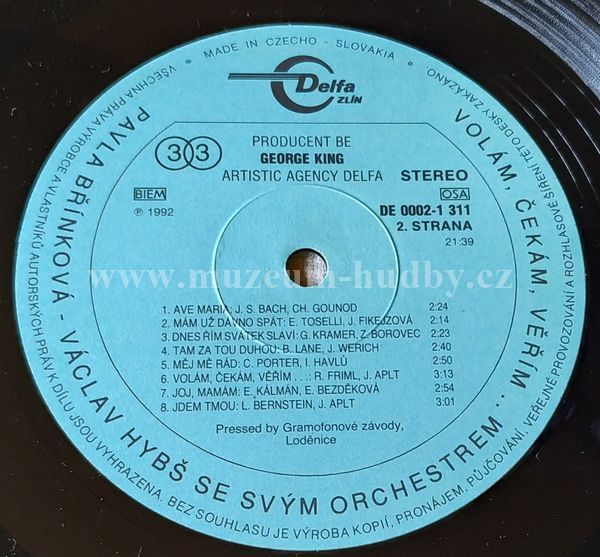 MADE IN CZECHO - SLOVAKIA
Delfa
ZLÍN
33
PRODUCENT BE
GEORGE KING
ARTISTIC AGENCY DELFA
STEREO
BIEM
OSA
℗ 1992
DE 0002-1 311
2. STRANA
21:39
www.muzeum-hudby.cz
1. AVE MARIA: J. S. BACH, CH. GOUNOD 2:24
2. MÁM UŽ DÁVNO SPÁT: E. TOSELLI, J. FIKEJZOVÁ 2:14
3. DNES ŘÍM SVÁTEK SLAVÍ: G. KRAMER, Z. BOROVEC 2:23
4. TAM ZA TOU DUHOU: B. LANE, J. WERICH 2:40
5. MĚJ MĚ RÁD: C. PORTER, I. HAVLŮ 2:50
6. VOLÁM, ČEKÁM, VĚŘÍM . . .: R. FRIML, J. APLT 3:13
7. JOJ, MAMÁM: E. KÁLMÁN, E. BEZDĚKOVÁ 2:54
8. JDEM TMOU: L. BERNSTEIN, J. APLT 3:01
Pressed by Gramofonové závody,
Loděnice
PAVLA BŘÍNKOVÁ - VÁCLAV HYBŠ SE SVÝM ORCHESTREM
VOLÁM, ČEKÁM, VĚŘÍM . .
VŠECHNA PRÁVA VÝROBCE A VLASTNÍKŮ AUTORSKÝCH PRÁV K DÍLU JSOU VYHRAZENA. BEZ SOUHLASU JE VÝROBA KOPIÍ, PRONÁJEM, PŮJČOVÁNÍ, VEŘEJNÉ PROVOZOVÁNÍ A ROZHLASOVÉ ŠÍŘENÍ TÉTO DESKY ZAKÁZÁNO